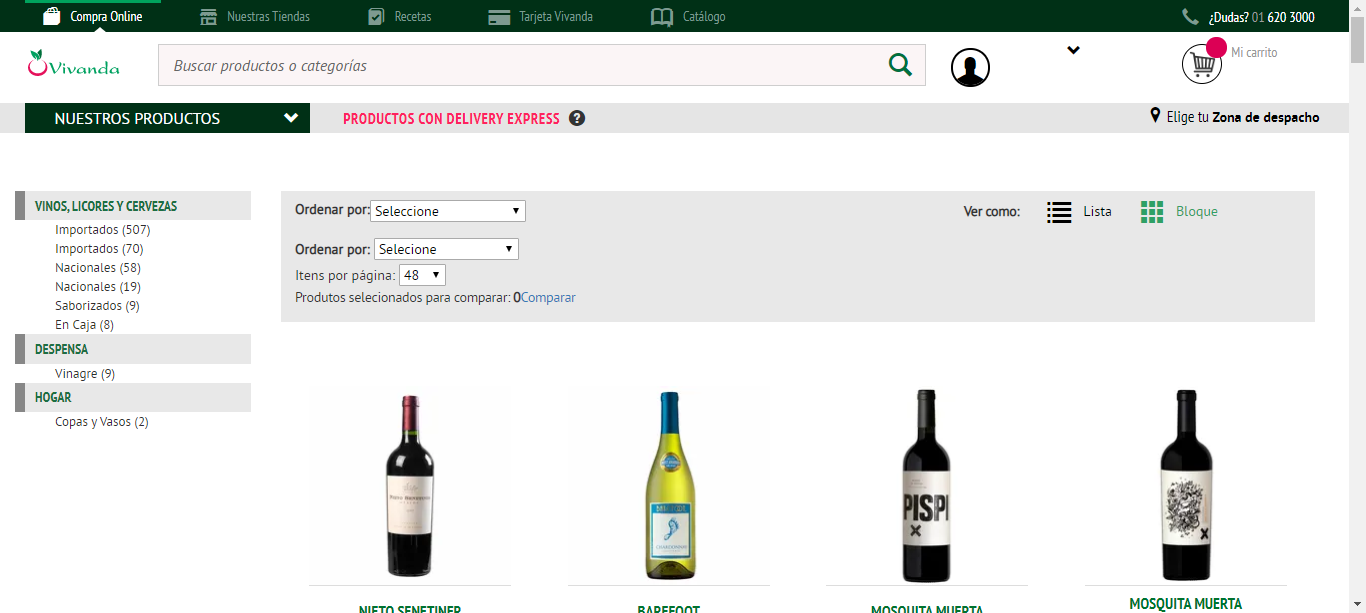 Compra Online
Nuestras Tiendas
Recetas
Tarjeta Vivanda
Catálogo
¿Dudas? 01 620 3000
Vivanda
Buscar productos o categorías
Mi carrito
NUESTROS PRODUCTOS
PRODUCTOS CON DELIVERY EXPRESS ?
Elige tu Zona de despacho
VINOS, LICORES Y CERVEZAS
Importados (507)
Importados (70)
Nacionales (58)
Nacionales (19)
Saborizados (9)
En Caja (8)
DESPENSA
Vinagre (9)
HOGAR
Copas y Vasos (2)
Ordenar por: Seleccione
Ver como: Lista Bloque
Ordenar por: Selecione
Itens por página: 48
Produtos selecionados para comparar: 0Comparar
NIETO SENETINER
BAREFOOT
CHARDONNAY
PISPI
NIETO SENETINER
BAREFOOT
MOSQUITA MUERTA
MOSQUITA MUERTA